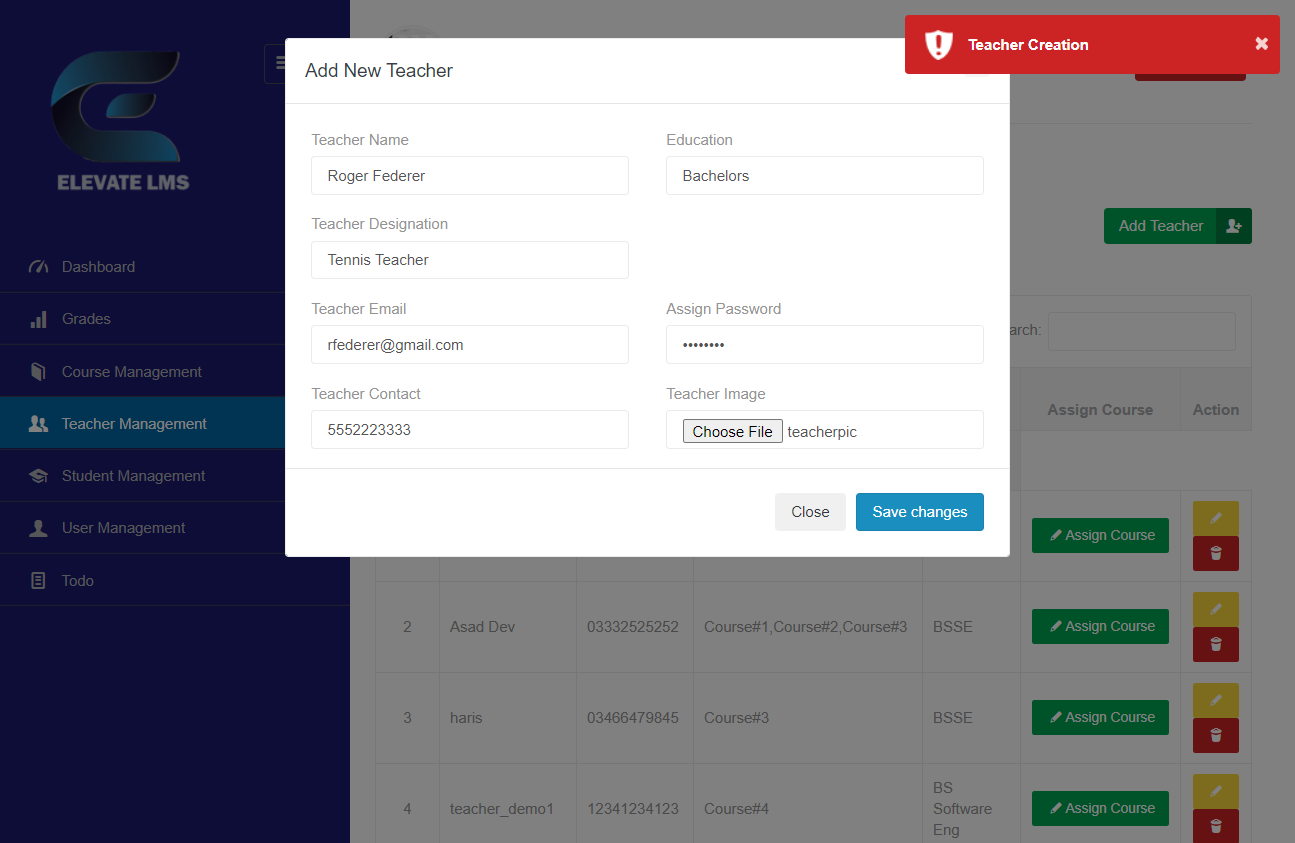 Teacher Creation
ELEVATE LMS
Dashboard
Grades
Course Management
Teacher Management
Student Management
User Management
Todo
Add New Teacher
Teacher Name
Education
Roger Federer
Bachelors
Teacher Designation
Tennis Teacher
Teacher Email
Assign Password
rfederer@gmail.com
••••••••
Teacher Contact
Teacher Image
5552223333
Choose File teacherpic
Close
Save changes
Add Teacher
arch:
Assign Course
Action
Assign Course
2
Asad Dev
03332525252
Course#1,Course#2,Course#3
BSSE
Assign Course
3
haris
03466479845
Course#3
BSSE
Assign Course
4
teacher_demo1
12341234123
Course#4
BS
Software
Eng
Assign Course